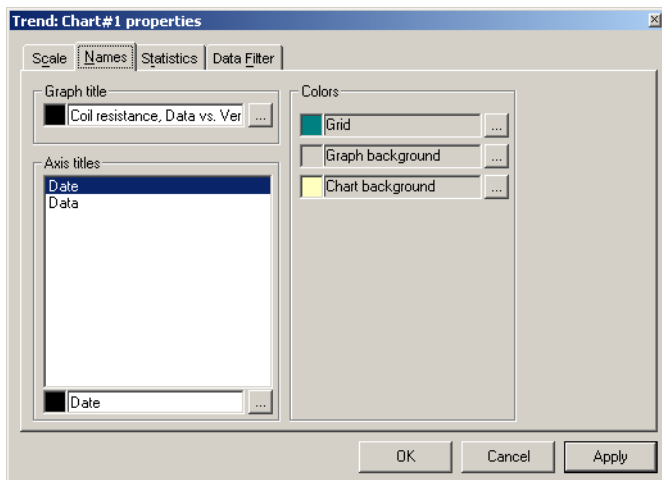 Trend: Chart#1 properties
Scale
Names
Statistics
Data Filter
Graph title
Coil resistance, Data vs. Ver
...
Axis titles
Date
Data
Date
...
Colors
Grid
...
Graph background
...
Chart background
...
OK
Cancel
Apply